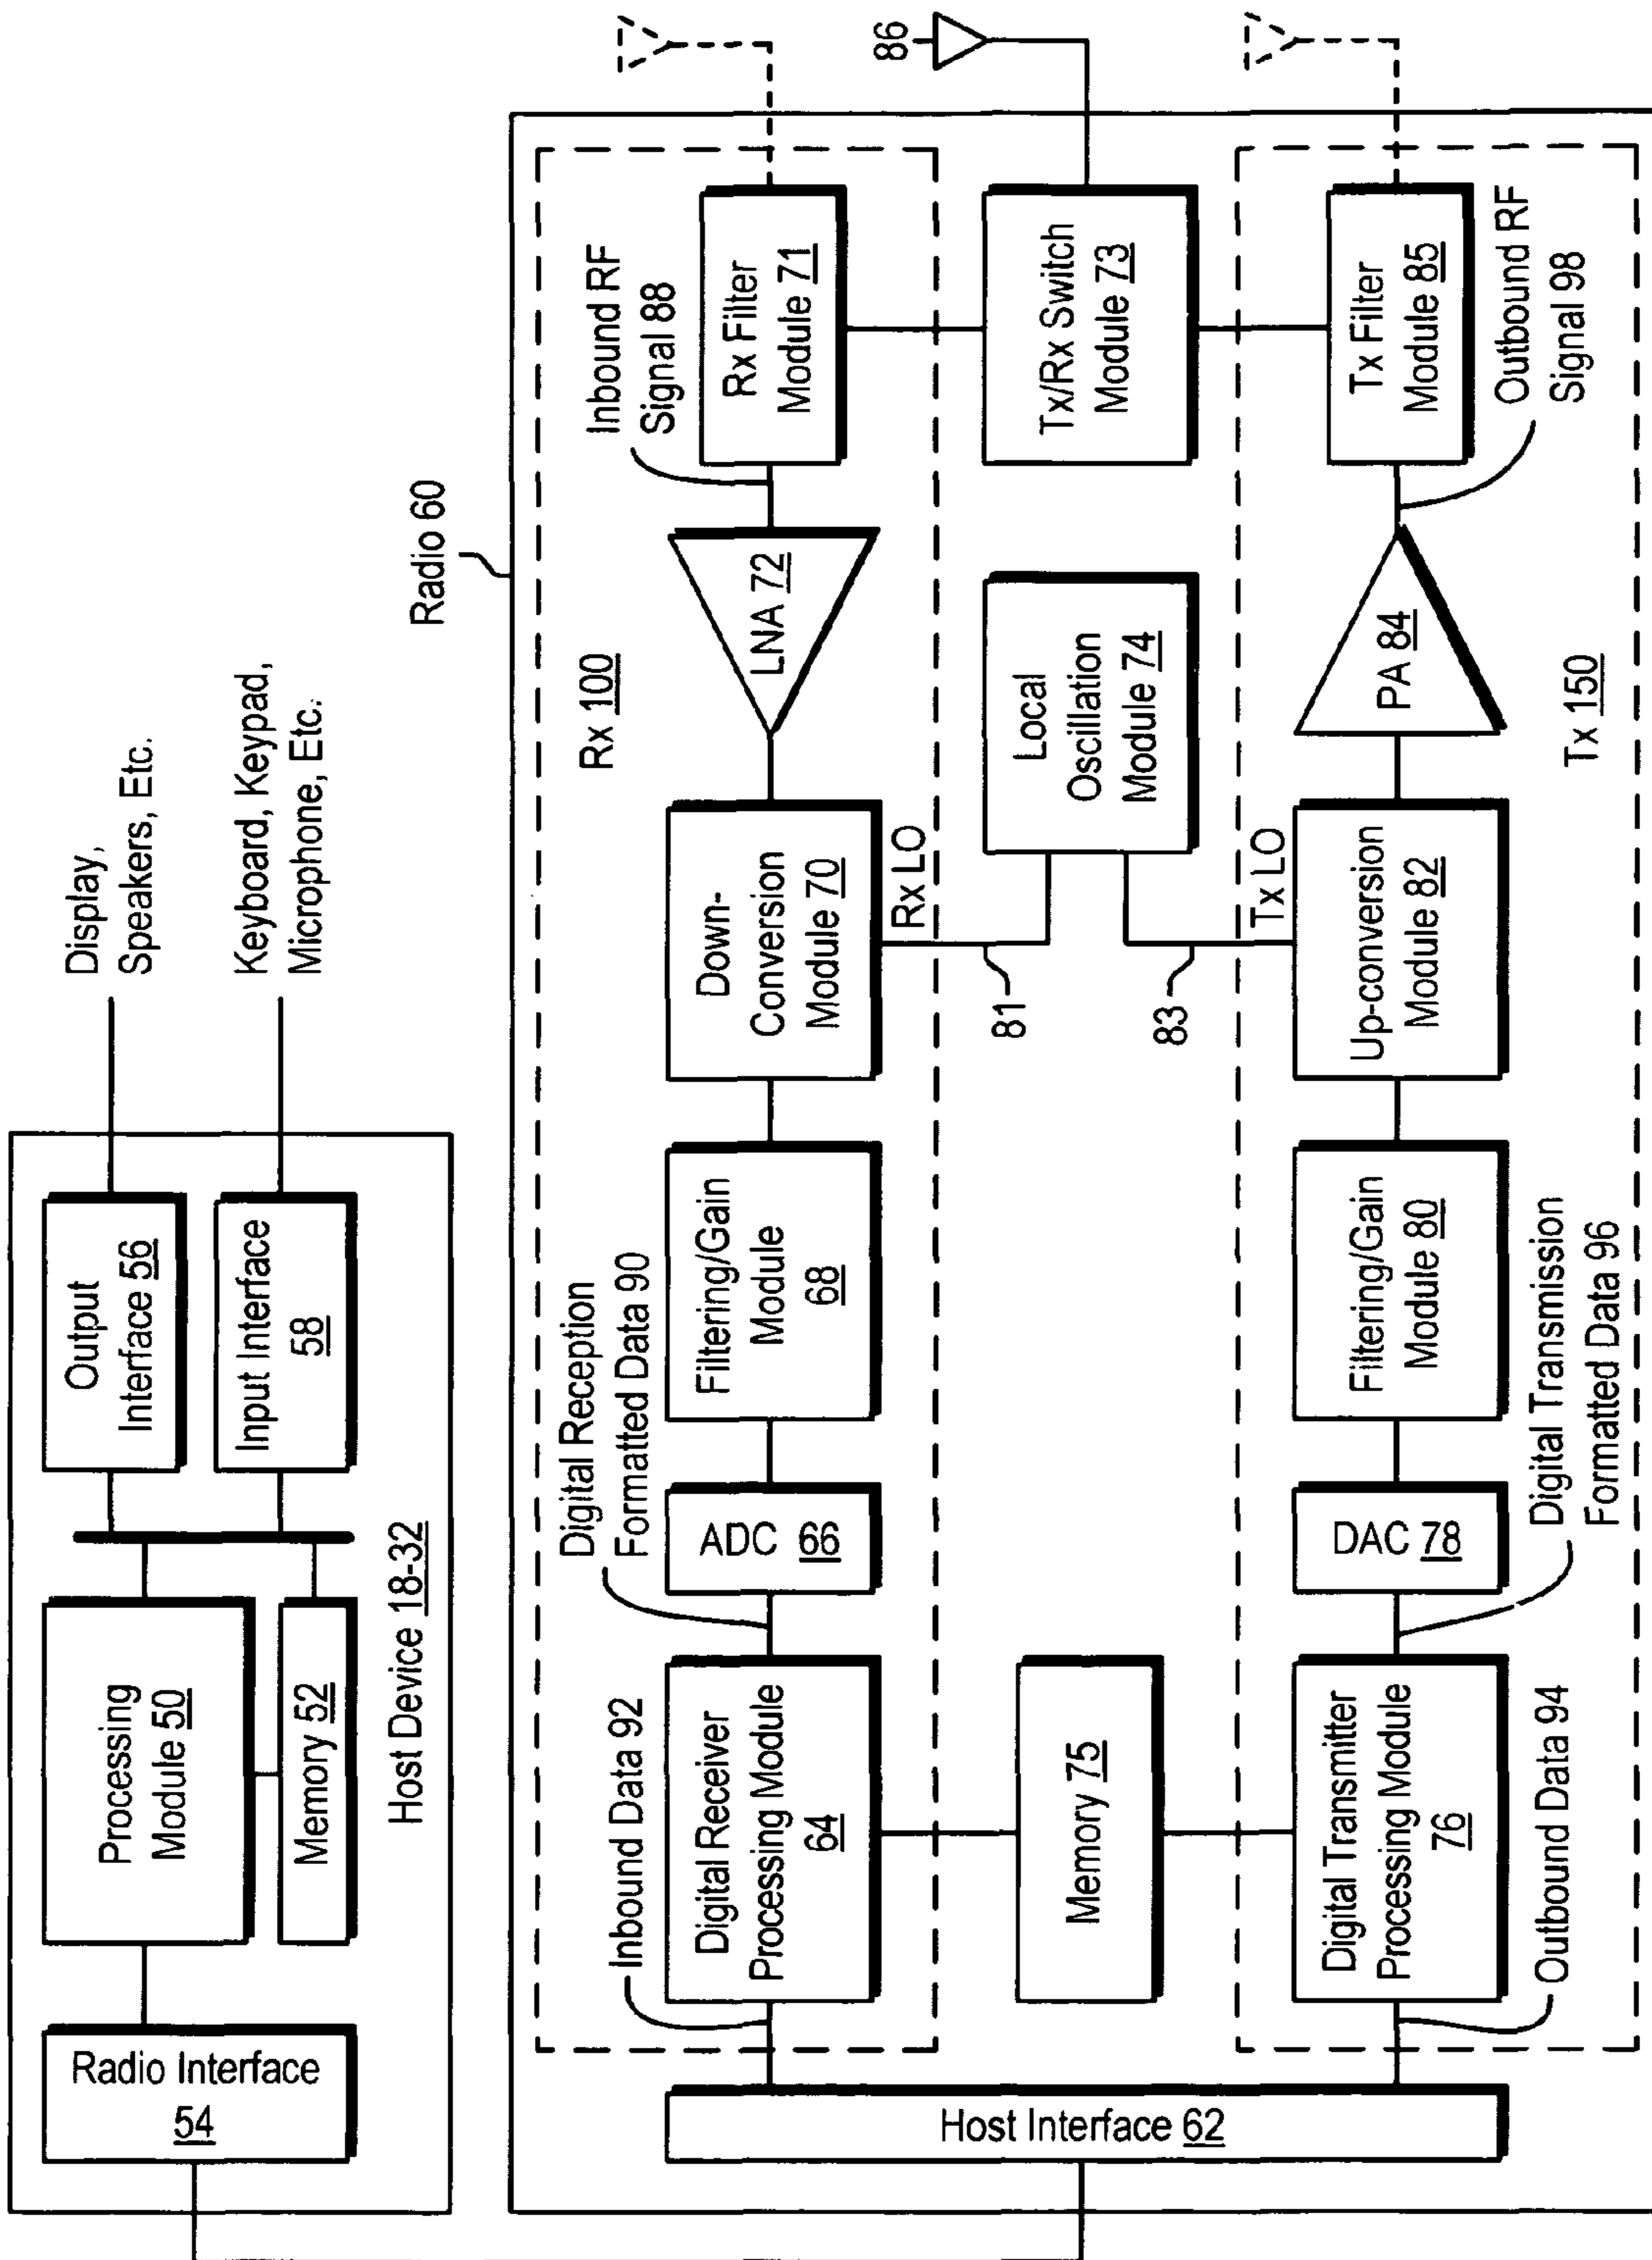 Radio Interface
54
Processing
Module 50
Memory 52
Output
Interface 56
Input Interface
58
Host Device 18-32
Display,
Speakers, Etc.
Keyboard, Keypad,
Microphone, Etc.
Radio 60
Host Interface 62
Inbound Data 92
Digital Receiver
Processing Module
64
Digital Reception
Formatted Data 90
ADC 66
Filtering/Gain
Module
68
Down-
Conversion
Module 70
Rx LO
Rx 100
LNA 72
Inbound RF
Signal 88
Rx Filter
Module 71
Memory 75
81
83
Local
Oscillation
Module 74
Tx/Rx Switch
Module 73
86
Digital Transmitter
Processing Module
76
Outbound Data 94
DAC 78
Digital Transmission
Formatted Data 96
Filtering/Gain
Module 80
Tx LO
Up-conversion
Module 82
PA 84
Tx 150
Tx Filter
Module 85
Outbound RF
Signal 98